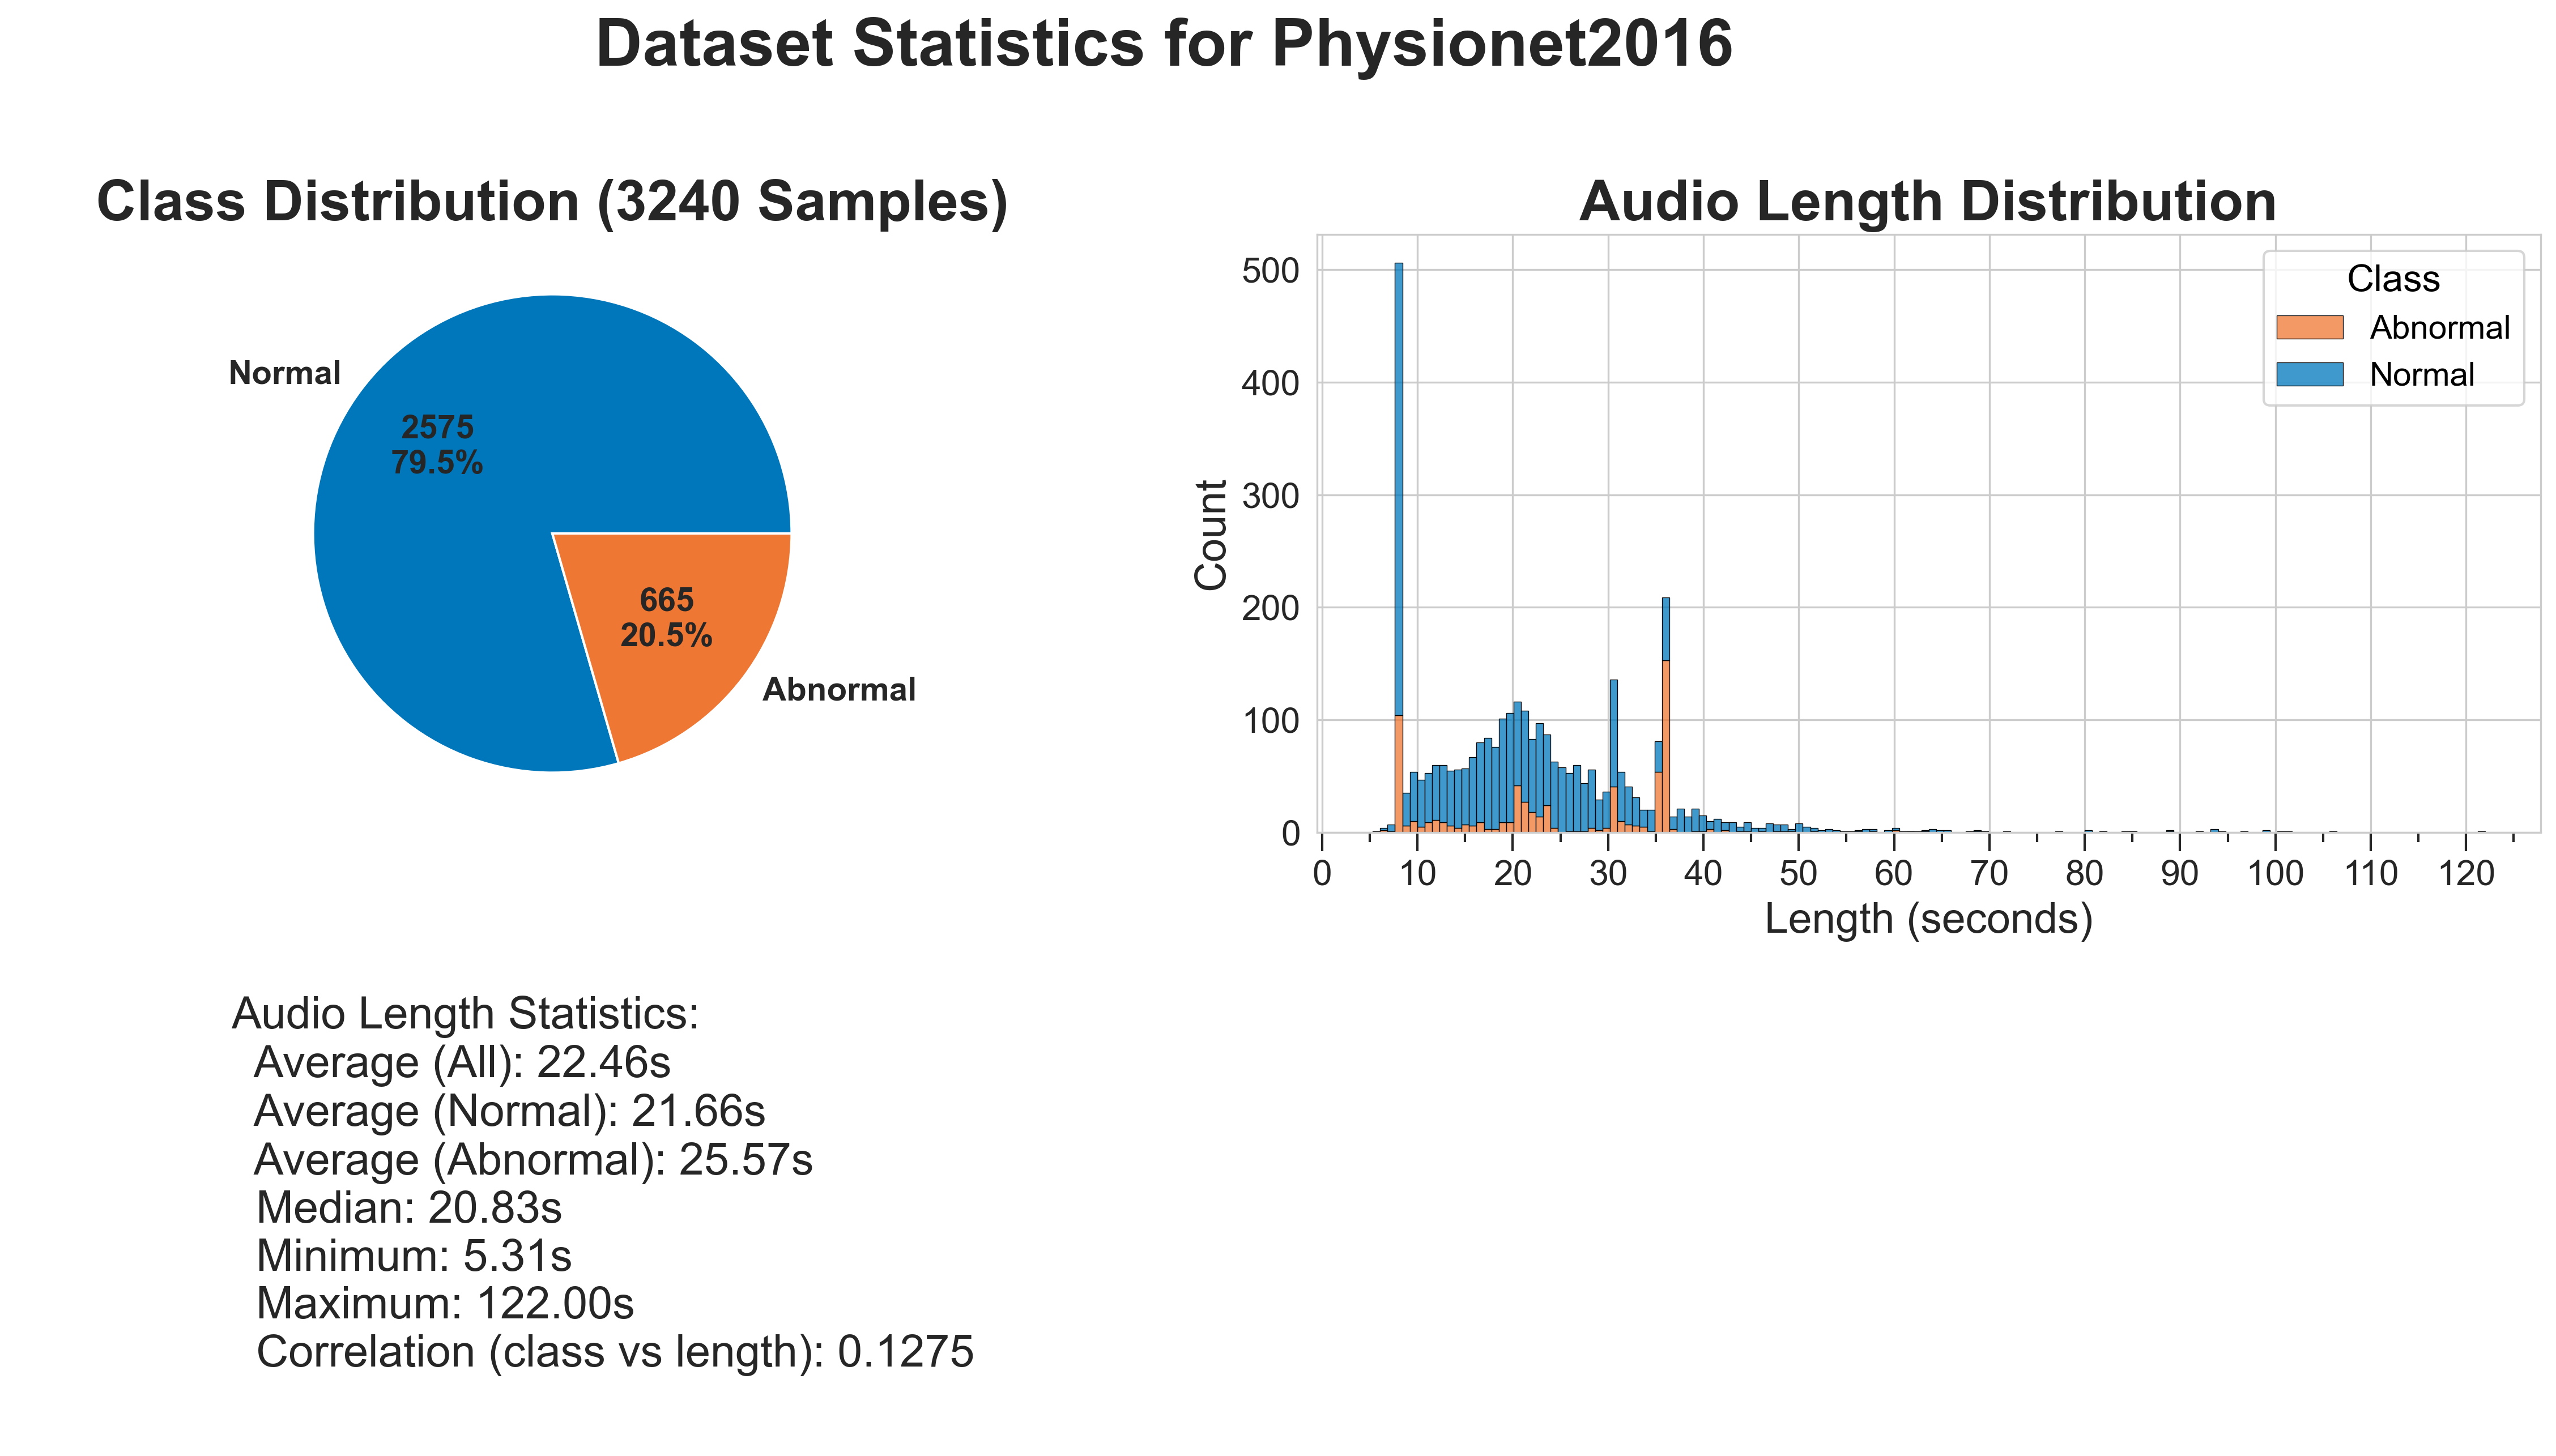 Dataset Statistics for Physionet2016
Class Distribution (3240 Samples)
Normal
2575
79.5%
665
20.5%
Abnormal
Audio Length Distribution
500
400
300
200
100
0
Count
Class
Abnormal
Normal
0 10 20 30 40 50 60 70 80 90 100 110 120
Length (seconds)
Audio Length Statistics:
Average (All): 22.46s
Average (Normal): 21.66s
Average (Abnormal): 25.57s
Median: 20.83s
Minimum: 5.31s
Maximum: 122.00s
Correlation (class vs length): 0.1275